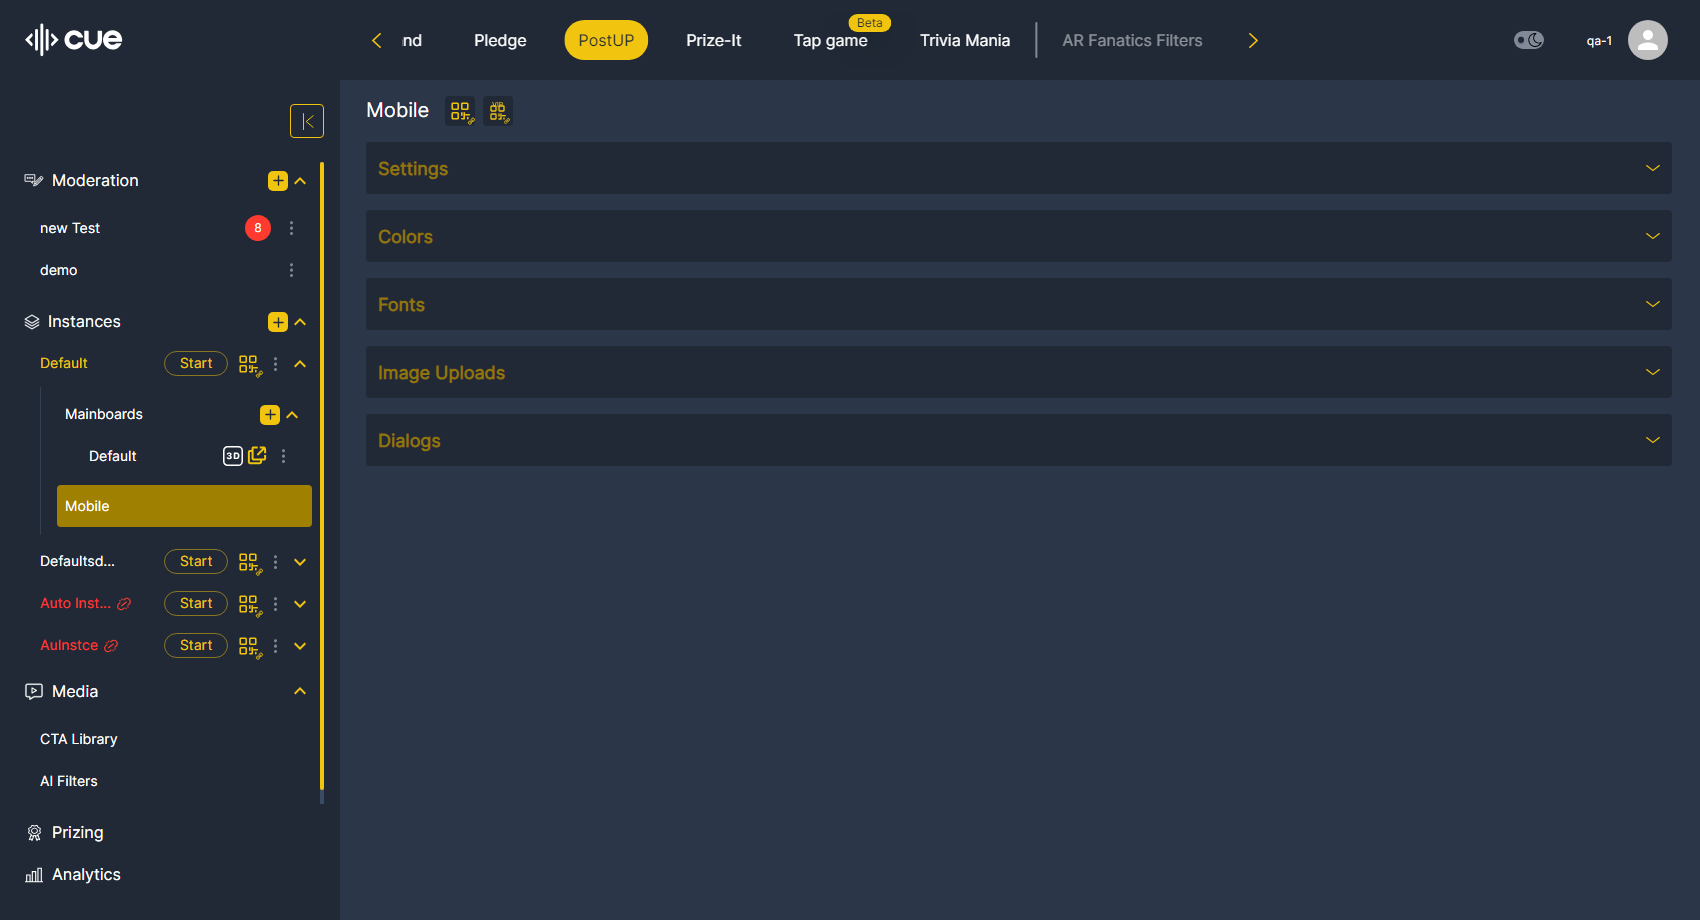 cue
nd
Pledge
PostUP
Prize-It
Beta
Tap game
Trivia Mania
AR Fanatics Filters
qa-1
Moderation
new Test
8
demo
Instances
Default
Start
Mainboards
Default
3D
Mobile
Defaultsd...
Start
Auto Inst...
Start
AuInstce
Start
Media
CTA Library
AI Filters
Prizing
Analytics
Mobile
VIP
Settings
Colors
Fonts
Image Uploads
Dialogs